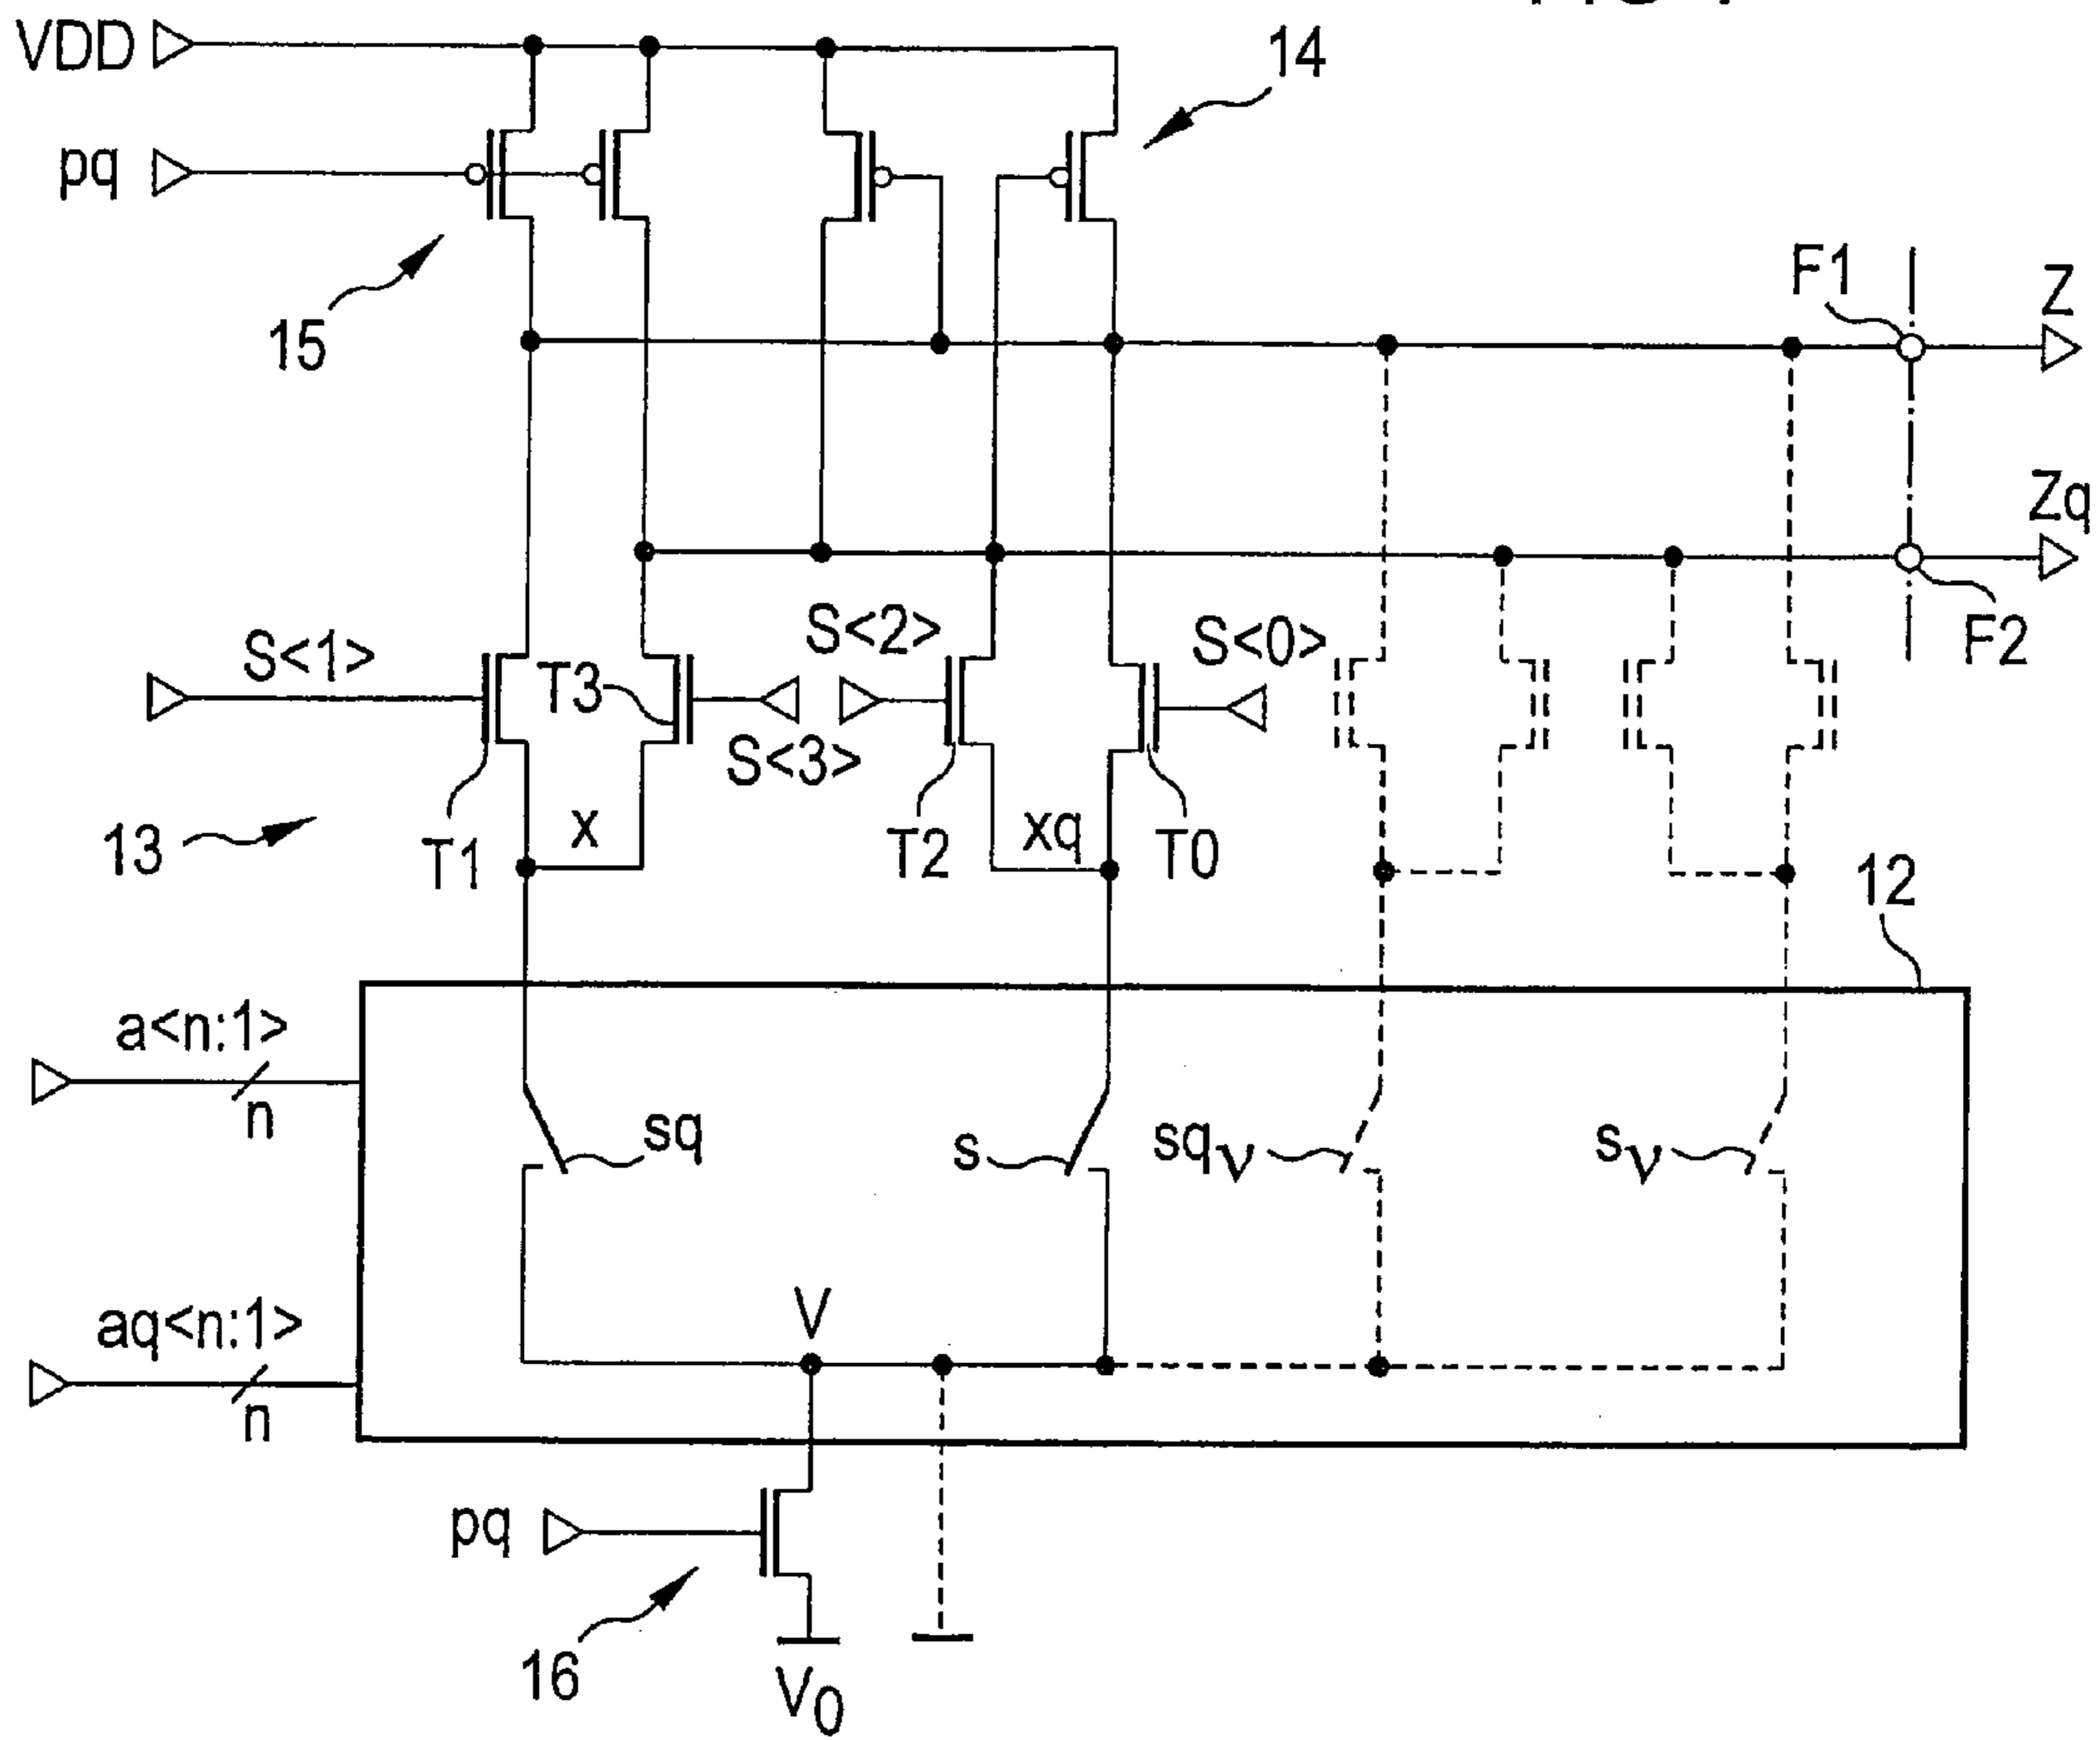 VDD
14
pq
15
F1
Z
Zq
S<1>
T3
S<2>
S<0>
F2
S<3>
13
T1
x
T2
xq
T0
12
a<n:1>
n
sq
s
sqν
sν
aq<n:1>
n
V
pq
16
V0